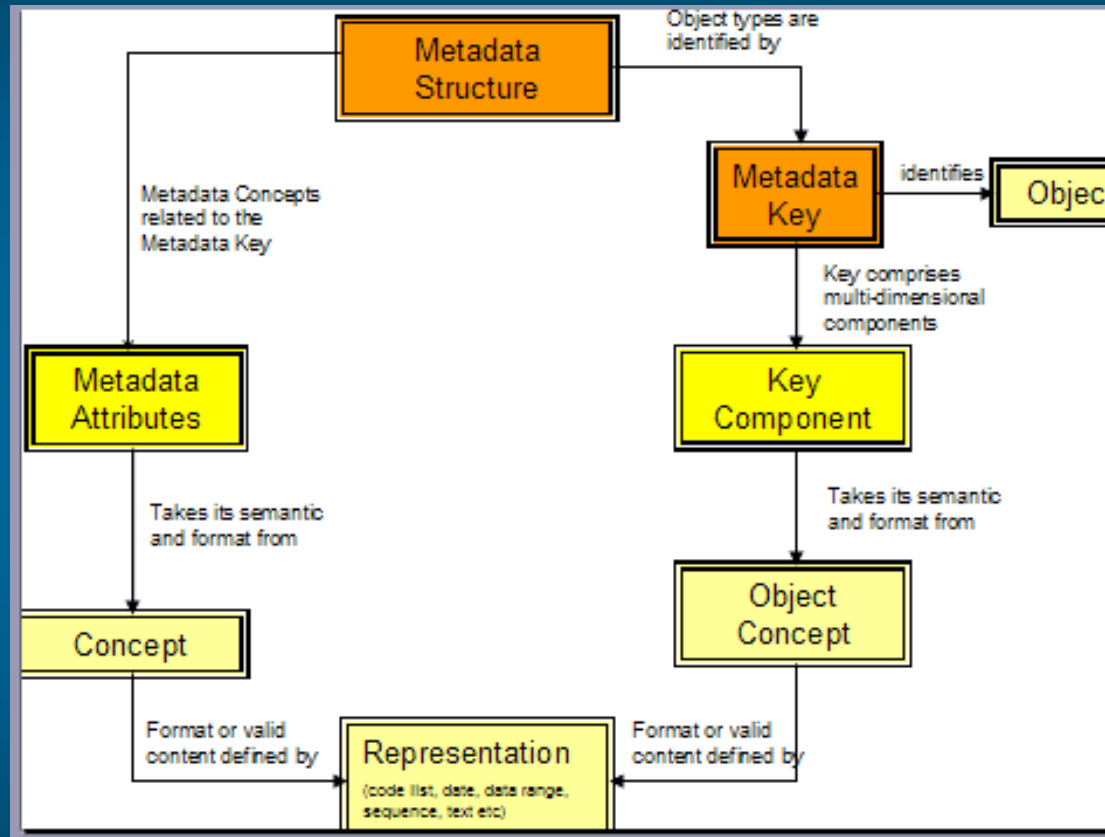 Object types are
identified by
Metadata
Structure
Metadata
Key
identifies
Objec
Metadata Concepts
related to the
Metadata Key
Key comprises
multi-dimensional
components
Metadata
Attributes
Key
Component
Takes its semantic
and format from
Takes its semantic
and format from
Concept
Object
Concept
Format or valid
content defined by
Format or valid
content defined by
Representation
(code list, date, data range,
sequence, text etc)